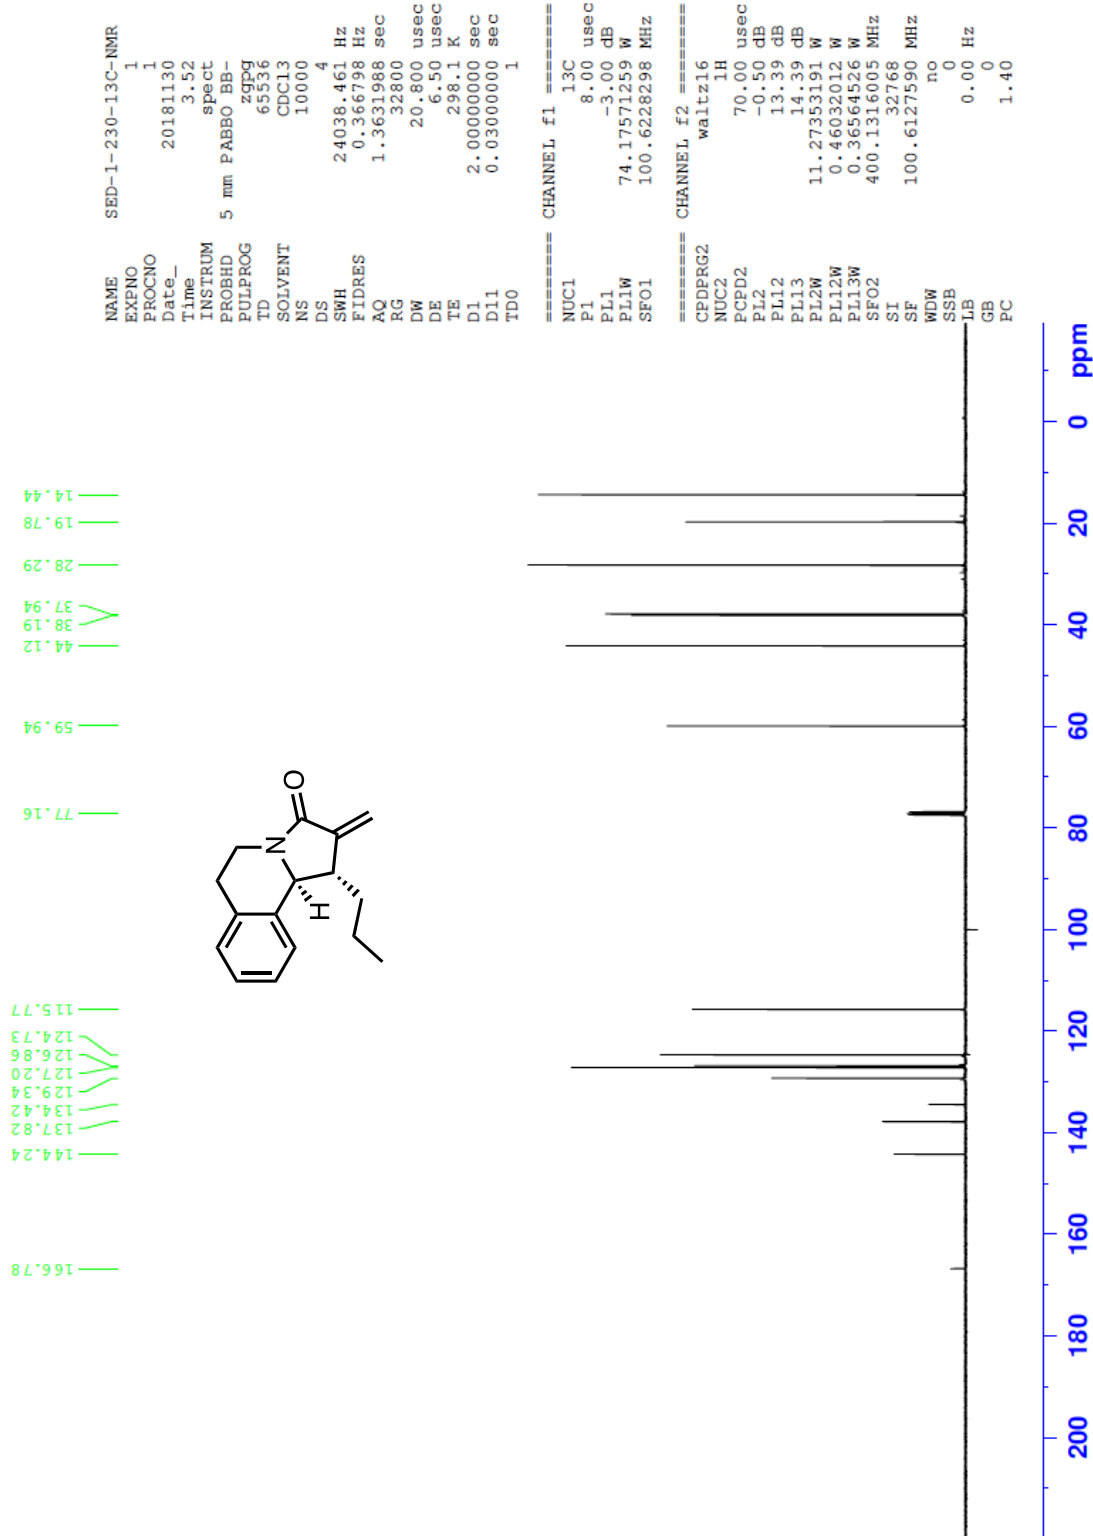 NAME SED-1-230-13C-NMR
EXPNO 1
PROCNO 1
Date_ 20181130
Time 3.52
INSTRUM spect
PROBHD 5 mm PABBO BB-
PULPROG zgpg
TD 65536
SOLVENT CDCl3
NS 10000
DS 4
SWH 24038.461 Hz
FIDRES 0.366798 Hz
AQ 1.3631988 sec
RG 32800
DW 20.800 usec
DE 6.50 usec
TE 298.1 K
D1 2.00000000 sec
D11 0.03000000 sec
TD0 1
======== CHANNEL f1 ========
NUC1 13C
P1 8.00 usec
PL1 -3.00 dB
PL1W 74.17571259 W
SFO1 100.6228298 MHz
======== CHANNEL f2 ========
CPDPRG2 waltz16
NUC2 1H
PCPD2 70.00 usec
PL2 -0.50 dB
PL12 13.39 dB
PL13 14.39 dB
PL2W 11.27353191 W
PL12W 0.46032012 W
PL13W 0.36564526 W
SFO2 400.1316005 MHz
SI 32768
SF 100.6127590 MHz
WDW no
SSB 0
LB 0.00 Hz
GB 0
PC 1.40
14.44
19.78
28.29
37.94
38.19
44.12
59.94
77.16
115.77
124.73
126.86
127.20
129.34
134.42
137.82
144.24
166.78
O
N
H
ppm
0
20
40
60
80
100
120
140
160
180
200